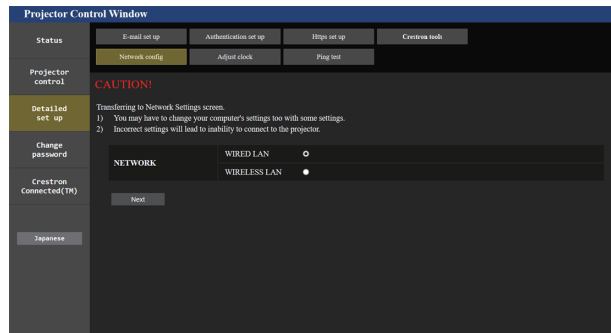 Projector Control Window
Status
Projector
control
Detailed
set up
Change
password
Crestron
Connected(TM)
Japanese
E-mail set up
Authentication set up
Https set up
Crestron tools
Network config
Adjust clock
Ping test
CAUTION!
Transferring to Network Settings screen.
1) You may have to change your computer's settings too with some settings.
2) Incorrect settings will lead to inability to connect to the projector.
NETWORK
WIRED LAN
WIRELESS LAN
Next